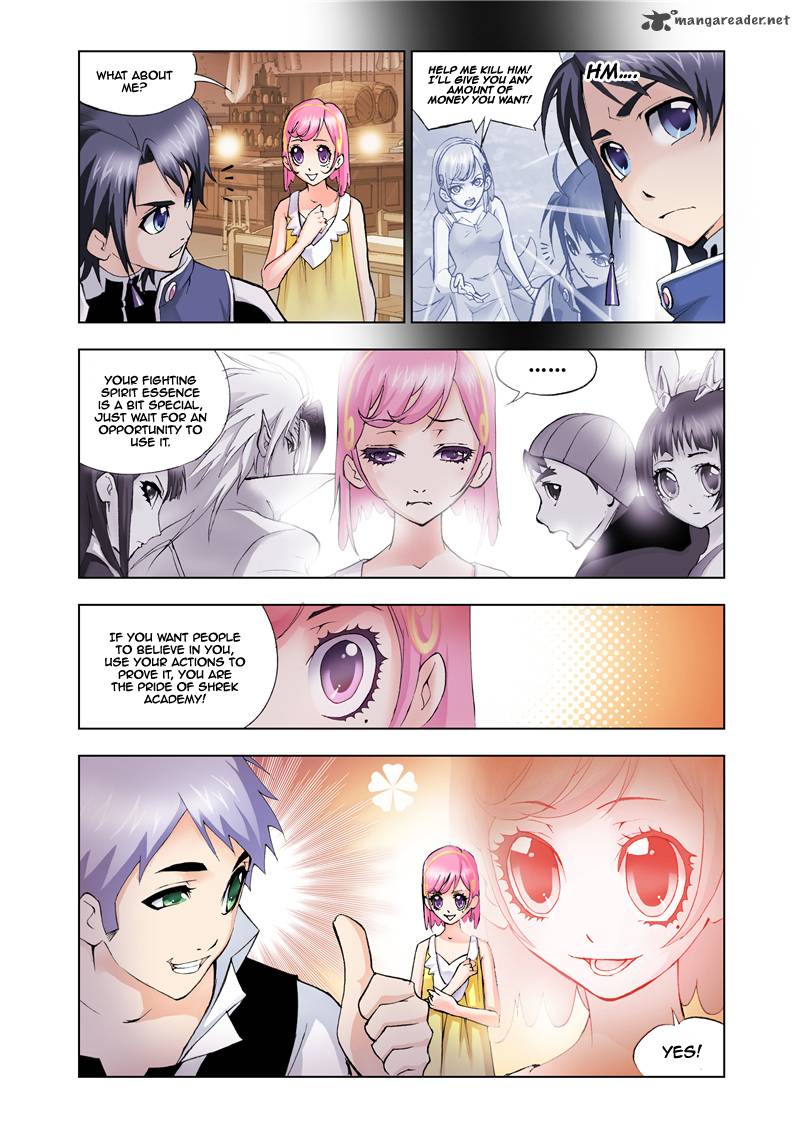 mangareader.net
WHAT ABOUT
ME?
HELP ME KILL HIM!
I'LL GIVE YOU ANY
AMOUNT OF
MONEY YOU WANT!
HM....
YOUR FIGHTING
SPIRIT ESSENCE
IS A BIT SPECIAL,
JUST WAIT FOR AN
OPPORTUNITY TO
USE IT.
......
IF YOU WANT PEOPLE
TO BELIEVE IN YOU,
USE YOUR ACTIONS TO
PROVE IT, YOU ARE
THE PRIDE OF SHREK
ACADEMY!
YES!